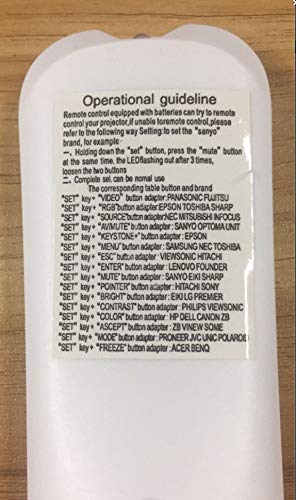 Operational guideline
Remote control equipped with batteries can try to remote
control your projector,if unable toremote control,please
refer to the following way Setting:to set the "sanyo"
brand, for example·
一、Holding down the "set" button, press the "mute" button
at the same time, the LEDflashing out after 3 times,
loosen the two buttons
二、Complete sel.can be nomal use
The corresponding table button and brand
"SET" key+ "VIDEO" button adapter:PANASONIC FUJITSU
"SET" key+ "RGB"button adapter:EPSON TOSHIBA SHARP
"SET" key+ "SOURCE"button adapter:NEC MITSUBISH INFOCUS
"SET" key+ "AV/MUTE" button adapter: SANYO OPTOMA UNIT
"SET" key+ "KEYSTONE+" button adapter: EPSON
"SET" key+ "MENU" button adapter: SAMSUNG NEC TOSHIBA
"SET" key+ "ESC" button adapter: VIEWSONIC HITACHI
"SET" key+ "ENTER" button adapter: LENOVO FOUNDER
"SET" key+ "MUTE" button adapter: SANYO EIKI SHARP
"SET" key+ "POINTER" button adapter: HITACHI SONY
"SET" key+ "BRIGHT" button adapter: EIKI LG PREMIER
"SET" key+ "CONTRAST" button adapter: PHILIPS VIEWSONIC
"SET" key+ "COLOR" button adapter: HP DELL CANON ZB
"SET" key+ "ASCEPT" button adapter: ZB VINEW SOME
"SET" key+ "MODE" button adapter: PRONEER JVC UNIC POLAROID
"SET" key+ "FREEZE" button adapter: ACER BENQ